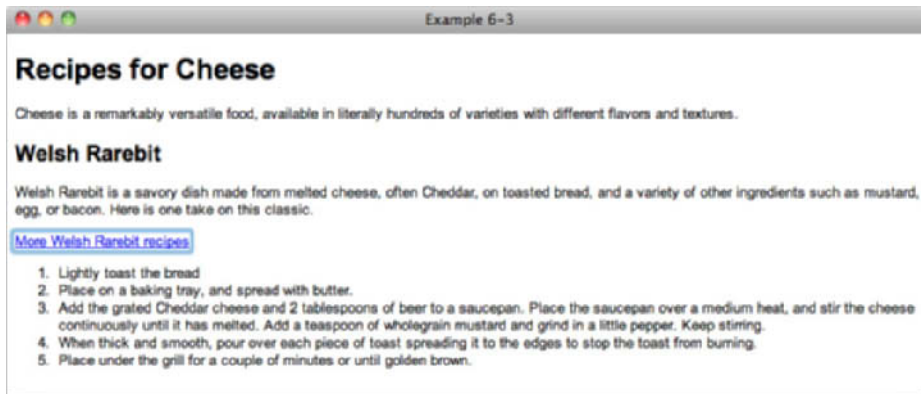 Example 6-3
Recipes for Cheese
Cheese is a remarkably versatile food, available in literally hundreds of varieties with different flavors and textures.
Welsh Rarebit
Welsh Rarebit is a savory dish made from melted cheese, often Cheddar, on toasted bread, and a variety of other ingredients such as mustard,
egg, or bacon. Here is one take on this classic.
More Welsh Rarebit recipes
1. Lightly toast the bread
2. Place on a baking tray, and spread with butter.
3. Add the grated Cheddar cheese and 2 tablespoons of beer to a saucepan. Place the saucepan over a medium heat, and stir the cheese
continuously until it has melted. Add a teaspoon of wholegrain mustard and grind in a little pepper. Keep stirring.
4. When thick and smooth, pour over each piece of toast spreading it to the edges to stop the toast from burning.
5. Place under the grill for a couple of minutes or until golden brown.